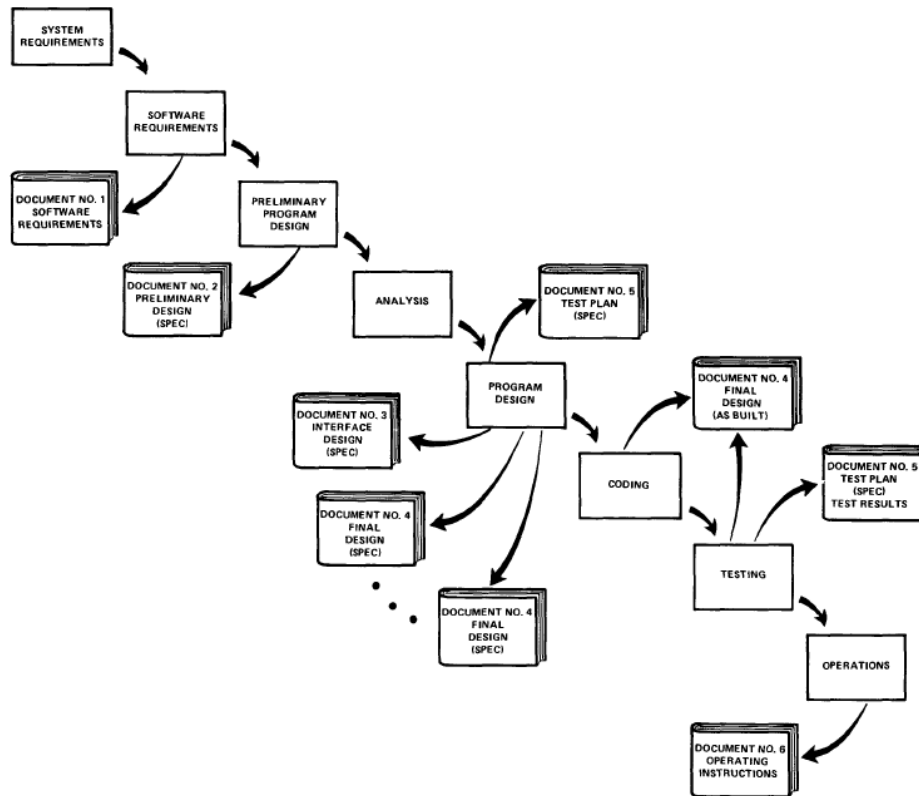 SYSTEM
REQUIREMENTS
SOFTWARE
REQUIREMENTS
DOCUMENT NO. 1
SOFTWARE
REQUIREMENTS
PRELIMINARY
PROGRAM
DESIGN
DOCUMENT NO. 2
PRELIMINARY
DESIGN
(SPEC)
ANALYSIS
DOCUMENT NO. 5
TEST PLAN
(SPEC)
PROGRAM
DESIGN
DOCUMENT NO. 3
INTERFACE
DESIGN
(SPEC)
DOCUMENT NO. 4
FINAL
DESIGN
(SPEC)
DOCUMENT NO. 4
FINAL
DESIGN
(SPEC)
CODING
DOCUMENT NO. 4
FINAL
DESIGN
(AS BUILT)
DOCUMENT NO. 5
TEST PLAN
(SPEC)
TEST RESULTS
TESTING
OPERATIONS
DOCUMENT NO. 6
OPERATING
INSTRUCTIONS